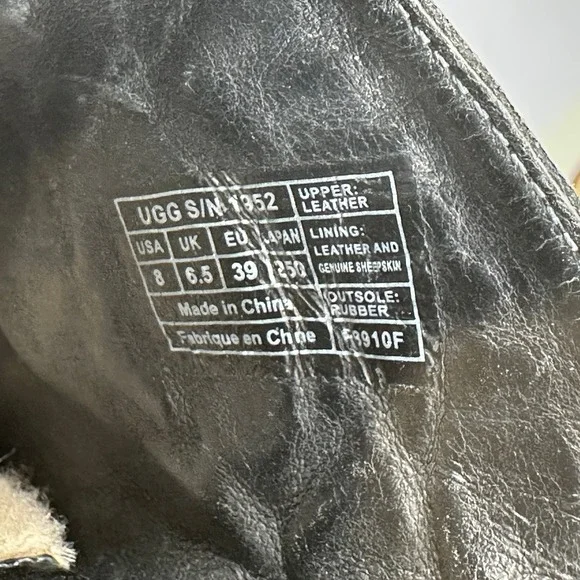 UGG S/N 1952
UPPER:
LEATHER
USA UK EU JAPAN
8 6.5 39 250
LINING:
LEATHER AND
GENUINE SHEEPSKIN
Made in China
OUTSOLE:
RUBBER
Fabrique en Chine
F8910F